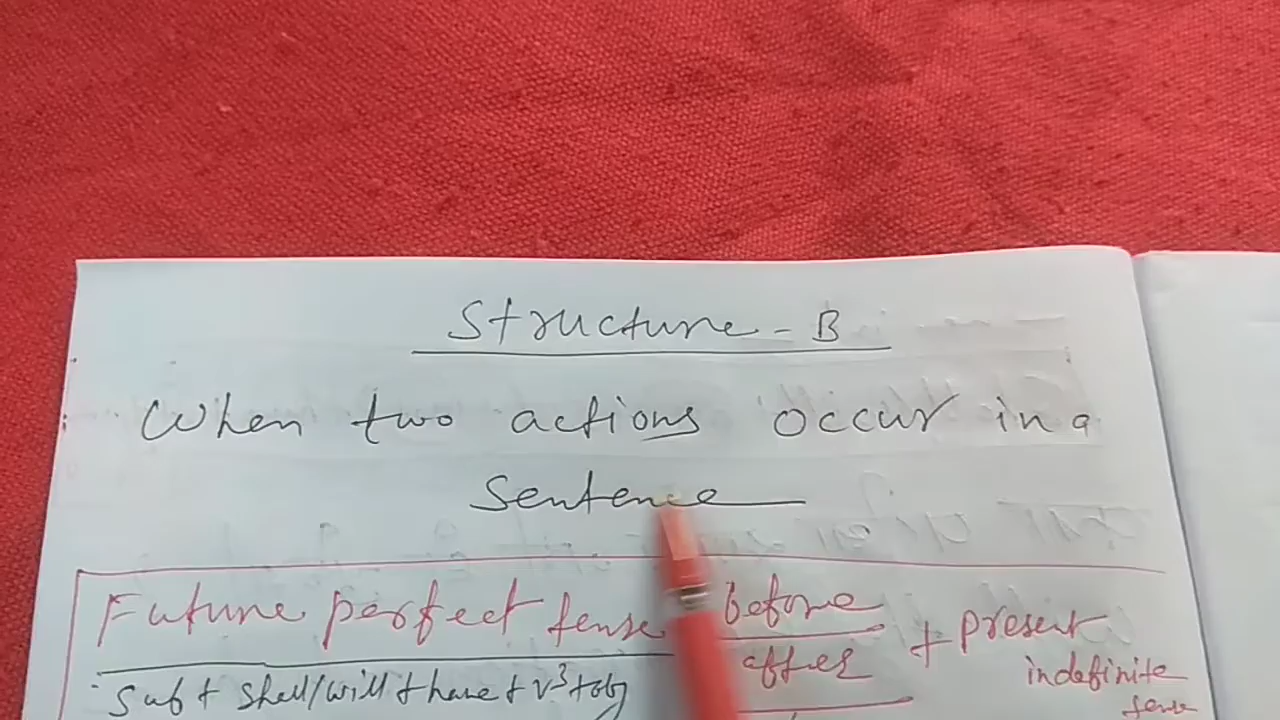 Structure - B
When two actions occur in a
sentence
Future perfect tense before + present
after indefinite
tense
Sub + shall/will + have + v³ + obj